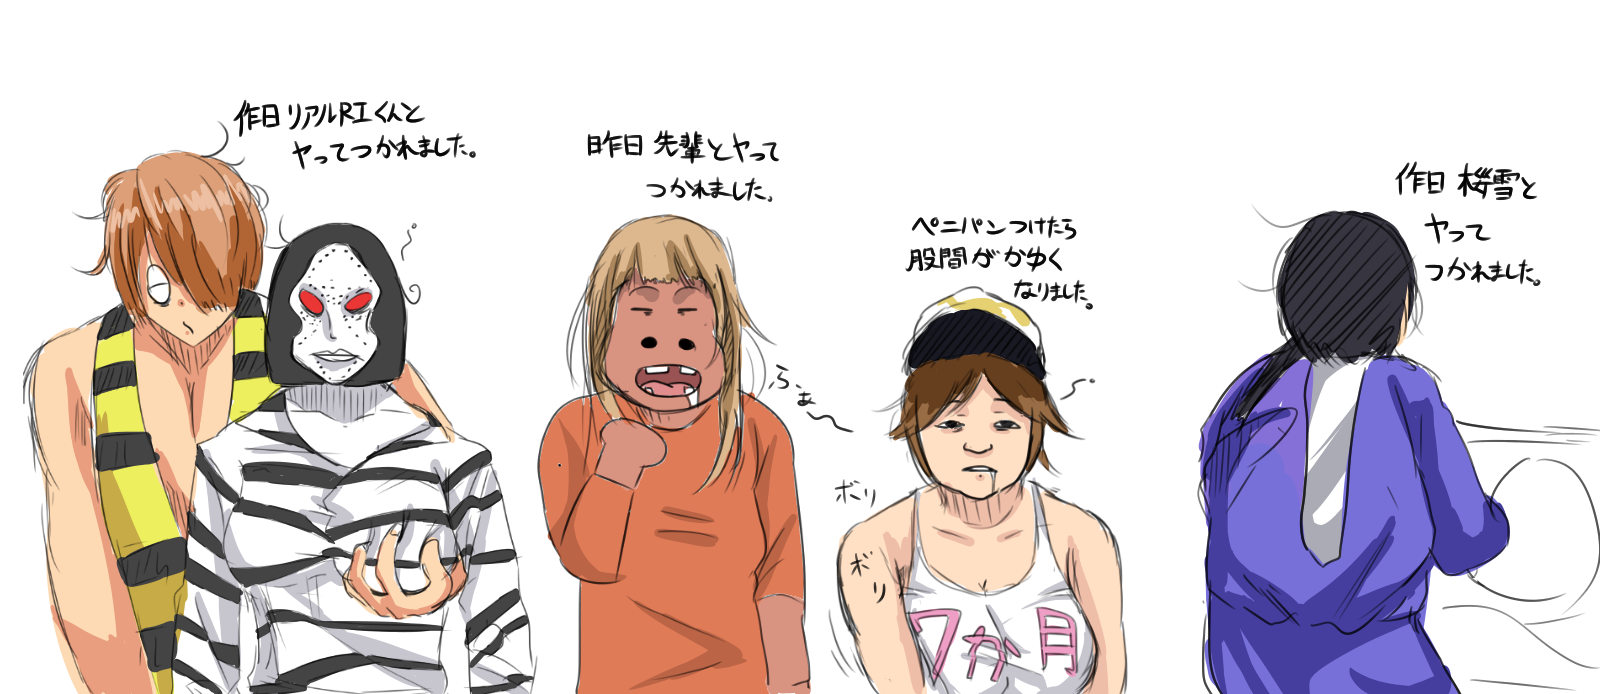 作日 リアルRIくんと
ヤってつかれました。
昨日 先輩とヤって
つかれました。
ペニパンつけたら
股間がかゆく
なりました。
作日 桜雪と
ヤって
つかれました。
ふぁ〜
ボリ
ボリ
7か月